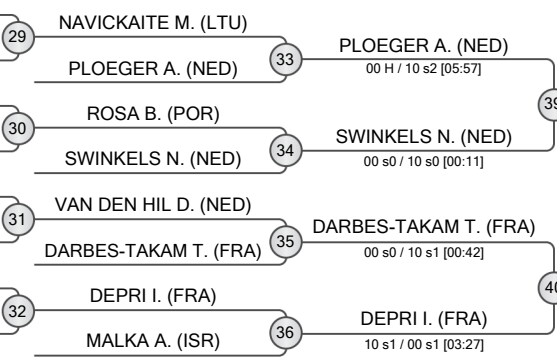 29
NAVICKAITE M. (LTU)
PLOEGER A. (NED)
33
PLOEGER A. (NED)
00 H / 10 s2 [05:57]
30
ROSA B. (POR)
SWINKELS N. (NED)
34
SWINKELS N. (NED)
00 s0 / 10 s0 [00:11]
39
31
VAN DEN HIL D. (NED)
DARBES-TAKAM T. (FRA)
35
DARBES-TAKAM T. (FRA)
00 s0 / 10 s1 [00:42]
32
DEPRI I. (FRA)
MALKA A. (ISR)
36
DEPRI I. (FRA)
10 s1 / 00 s1 [03:27]
40